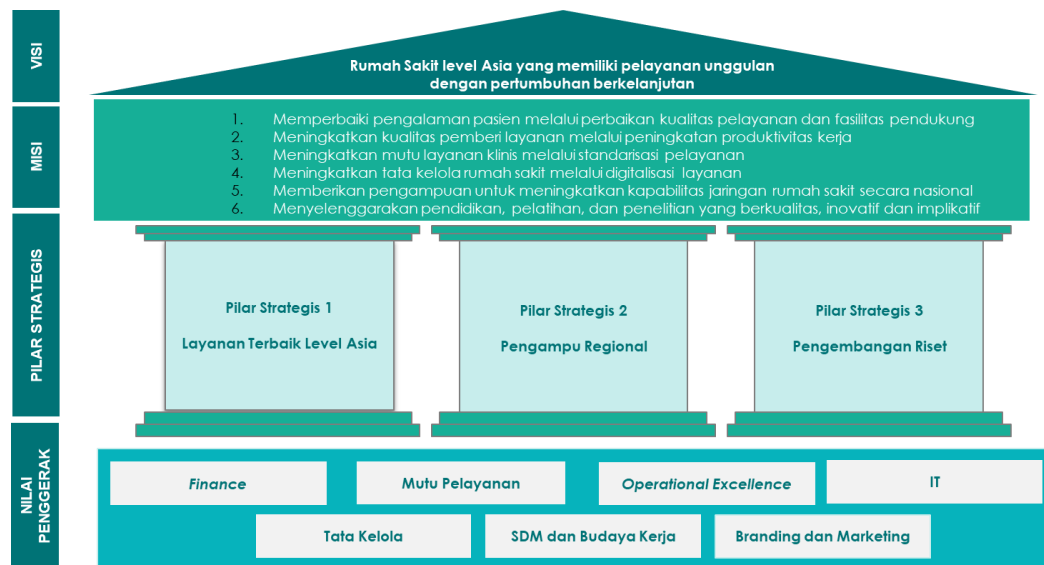 VISI
Rumah Sakit level Asia yang memiliki pelayanan unggulan
dengan pertumbuhan berkelanjutan
MISI
1. Memperbaiki pengalaman pasien melalui perbaikan kualitas pelayanan dan fasilitas pendukung
2. Meningkatkan kualitas pemberi layanan melalui peningkatan produktivitas kerja
3. Meningkatkan mutu layanan klinis melalui standarisasi pelayanan
4. Meningkatkan tata kelola rumah sakit melalui digitalisasi layanan
5. Memberikan pengampuan untuk meningkatkan kapabilitas jaringan rumah sakit secara nasional
6. Menyelenggarakan pendidikan, pelatihan, dan penelitian yang berkualitas, inovatif dan implikatif
PILAR STRATEGIS
Pilar Strategis 1
Layanan Terbaik Level Asia
Pilar Strategis 2
Pengampu Regional
Pilar Strategis 3
Pengembangan Riset
NILAI
PENGGERAK
Finance
Mutu Pelayanan
Operational Excellence
IT
Tata Kelola
SDM dan Budaya Kerja
Branding dan Marketing